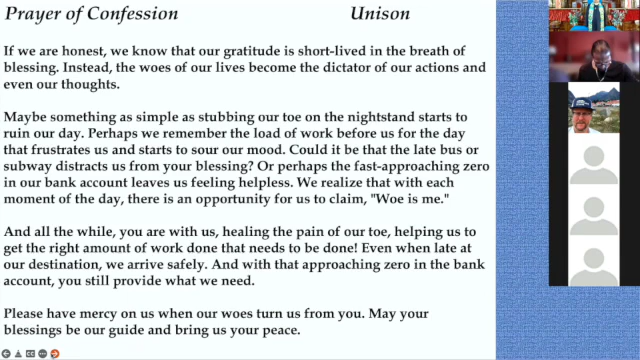 Prayer of Confession Unison
If we are honest, we know that our gratitude is short-lived in the breath of
blessing. Instead, the woes of our lives become the dictator of our actions and
even our thoughts.
Maybe something as simple as stubbing our toe on the nightstand starts to
ruin our day. Perhaps we remember the load of work before us for the day
that frustrates us and starts to sour our mood. Could it be that the late bus or
subway distracts us from your blessing? Or perhaps the fast-approaching zero
in our bank account leaves us feeling helpless. We realize that with each
moment of the day, there is an opportunity for us to claim, "Woe is me."
And all the while, you are with us, healing the pain of our toe, helping us to
get the right amount of work done that needs to be done! Even when late at
our destination, we arrive safely. And with that approaching zero in the bank
account, you still provide what we need.
Please have mercy on us when our woes turn us from you. May your
blessings be our guide and bring us your peace.